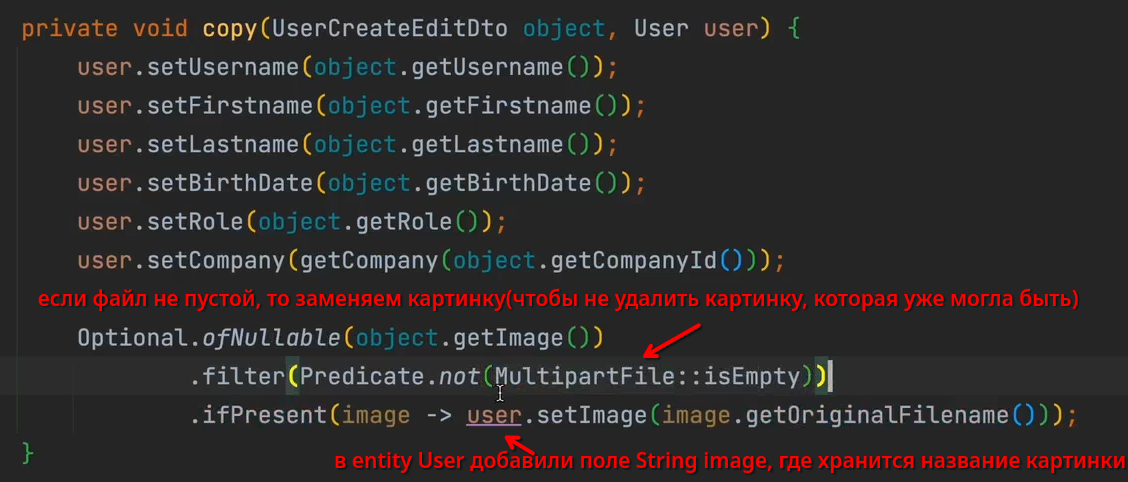 private void copy(UserCreateEditDto object, User user) {
user.setUsername(object.getUsername());
user.setFirstname(object.getFirstname());
user.setLastname(object.getLastname());
user.setBirthDate(object.getBirthDate());
user.setRole(object.getRole());
user.setCompany(getCompany(object.getCompanyId()));
если файл не пустой, то заменяем картинку(чтобы не удалить картинку, которая уже могла быть)
Optional.ofNullable(object.getImage())
.filter(Predicate.not(MultipartFile::isEmpty))
.ifPresent(image -> user.setImage(image.getOriginalFilename()));
}
в entity User добавили поле String image, где хранится название картинки